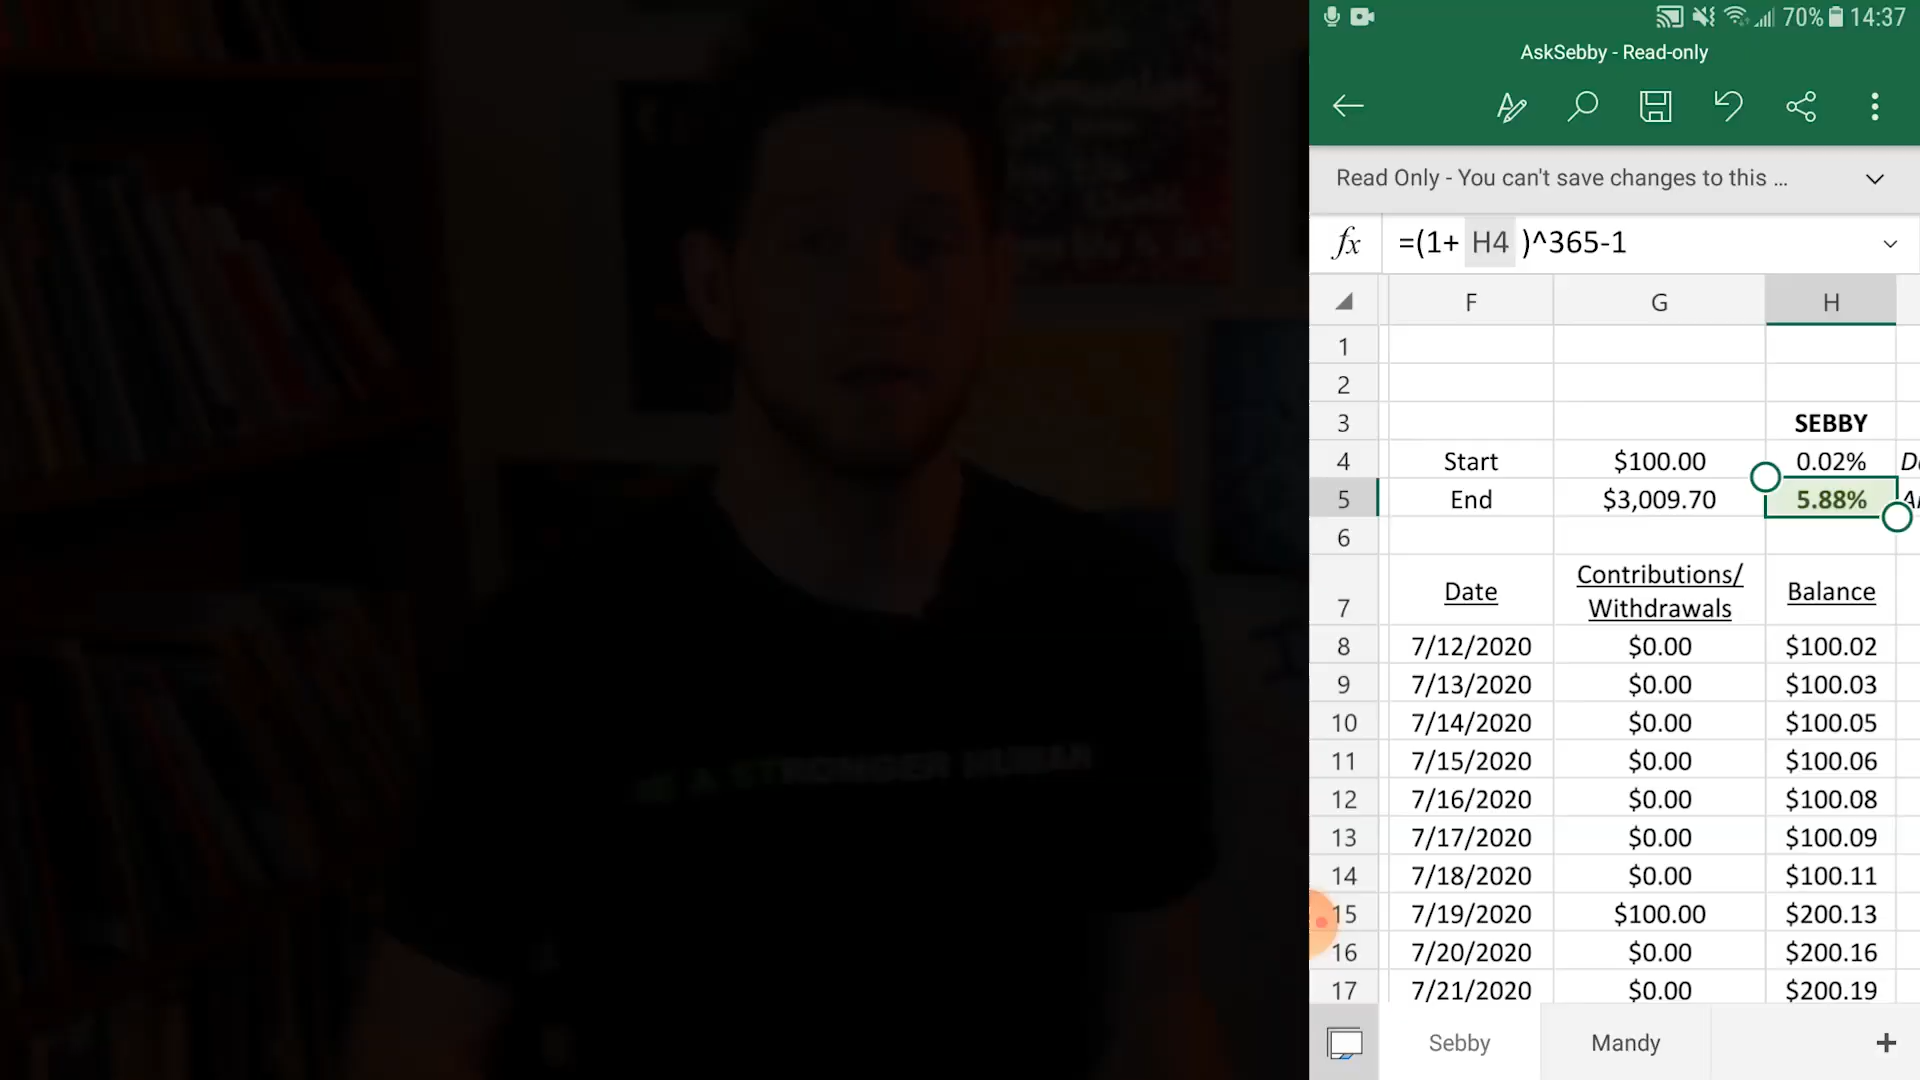 BE A STRONGER HUMAN
70% 14:37
AskSebby - Read-only
Read Only - You can't save changes to this ...
fx =(1+ H4 )^365-1
F G H
1
2
3 SEBBY
4 Start $100.00 0.02%
5 End $3,009.70 5.88%
6
Contributions/
7 Date Withdrawals Balance
8 7/12/2020 $0.00 $100.02
9 7/13/2020 $0.00 $100.03
10 7/14/2020 $0.00 $100.05
11 7/15/2020 $0.00 $100.06
12 7/16/2020 $0.00 $100.08
13 7/17/2020 $0.00 $100.09
14 7/18/2020 $0.00 $100.11
15 7/19/2020 $100.00 $200.13
16 7/20/2020 $0.00 $200.16
17 7/21/2020 $0.00 $200.19
Sebby Mandy +